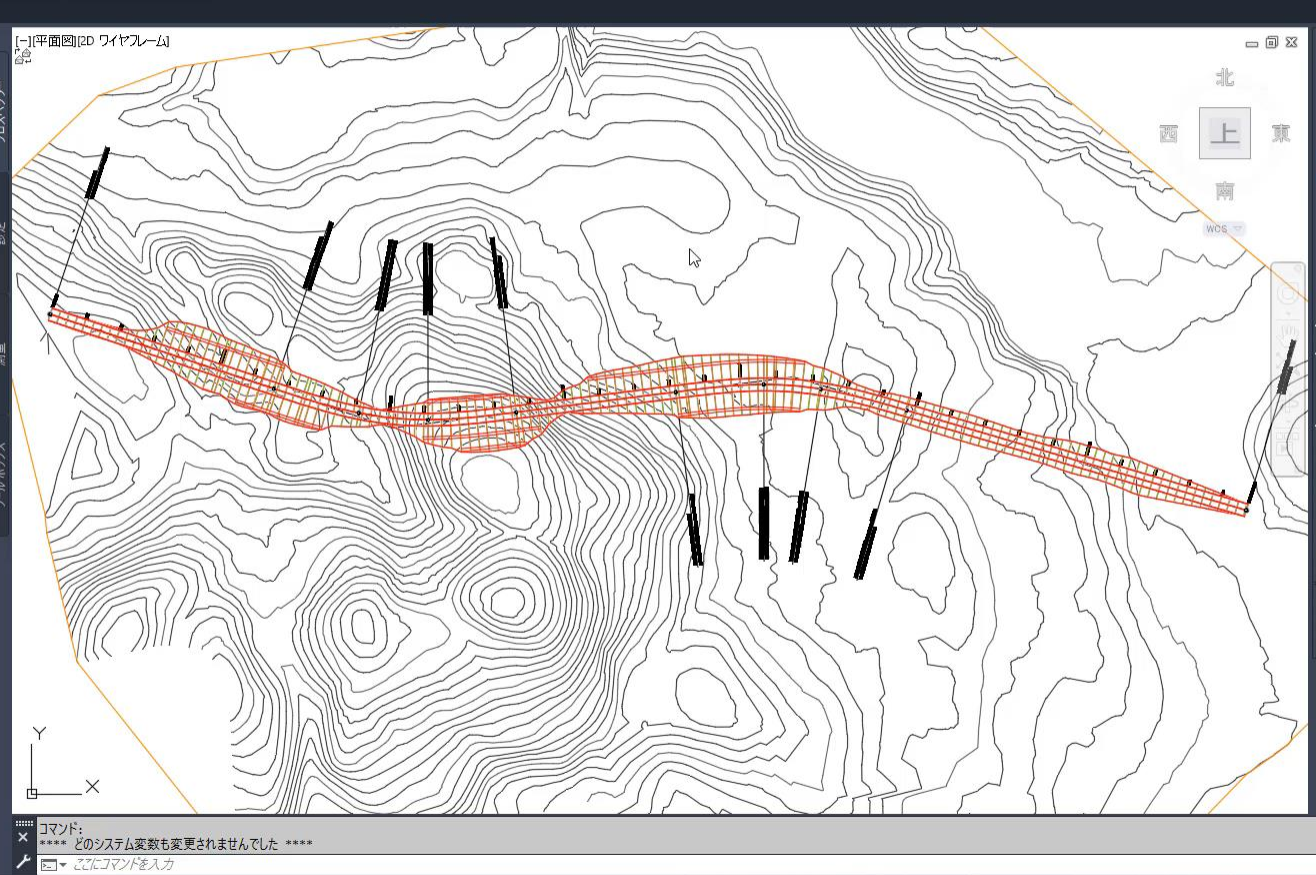 [−][平面図][2D ワイヤフレーム]
北
西
上
東
南
WCS
Y
X
コマンド:
**** どのシステム変数も変更されませんでした ****
ここにコマンドを入力